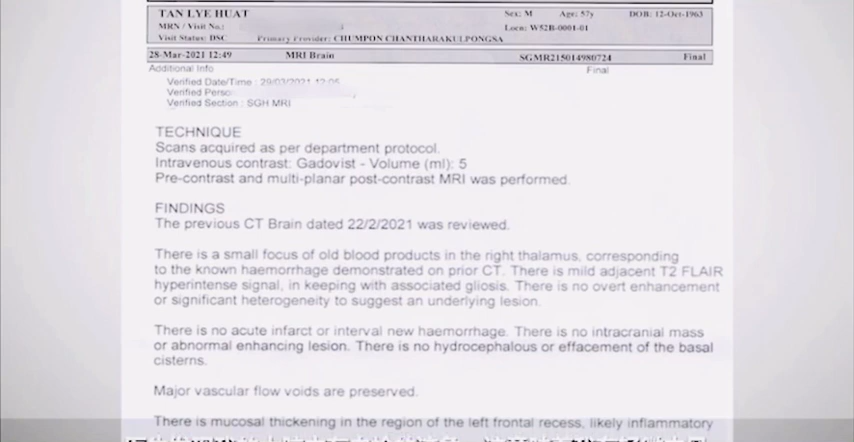 TAN LYE HUAT Sex: M Age: 57y DOB: 12-Oct-1963
MRN / Visit No.: Locn: W52B-0001-01
Visit Status: DSC Primary Provider: CHUMPON CHANTHARAKULPONGSA
28-Mar-2021 12:49 MRI Brain SGMR215014980724 Final
Additional Info Final
Verified Date/Time : 29/03/2021 12:05
Verified Perso
Verified Section : SGH MRI
TECHNIQUE
Scans acquired as per department protocol.
Intravenous contrast: Gadovist - Volume (ml): 5
Pre-contrast and multi-planar post-contrast MRI was performed.
FINDINGS
The previous CT Brain dated 22/2/2021 was reviewed.
There is a small focus of old blood products in the right thalamus, corresponding
to the known haemorrhage demonstrated on prior CT. There is mild adjacent T2 FLAIR
hyperintense signal, in keeping with associated gliosis. There is no overt enhancement
or significant heterogeneity to suggest an underlying lesion.
There is no acute infarct or interval new haemorrhage. There is no intracranial mass
or abnormal enhancing lesion. There is no hydrocephalous or effacement of the basal
cisterns.
Major vascular flow voids are preserved.
There is mucosal thickening in the region of the left frontal recess, likely inflammatory